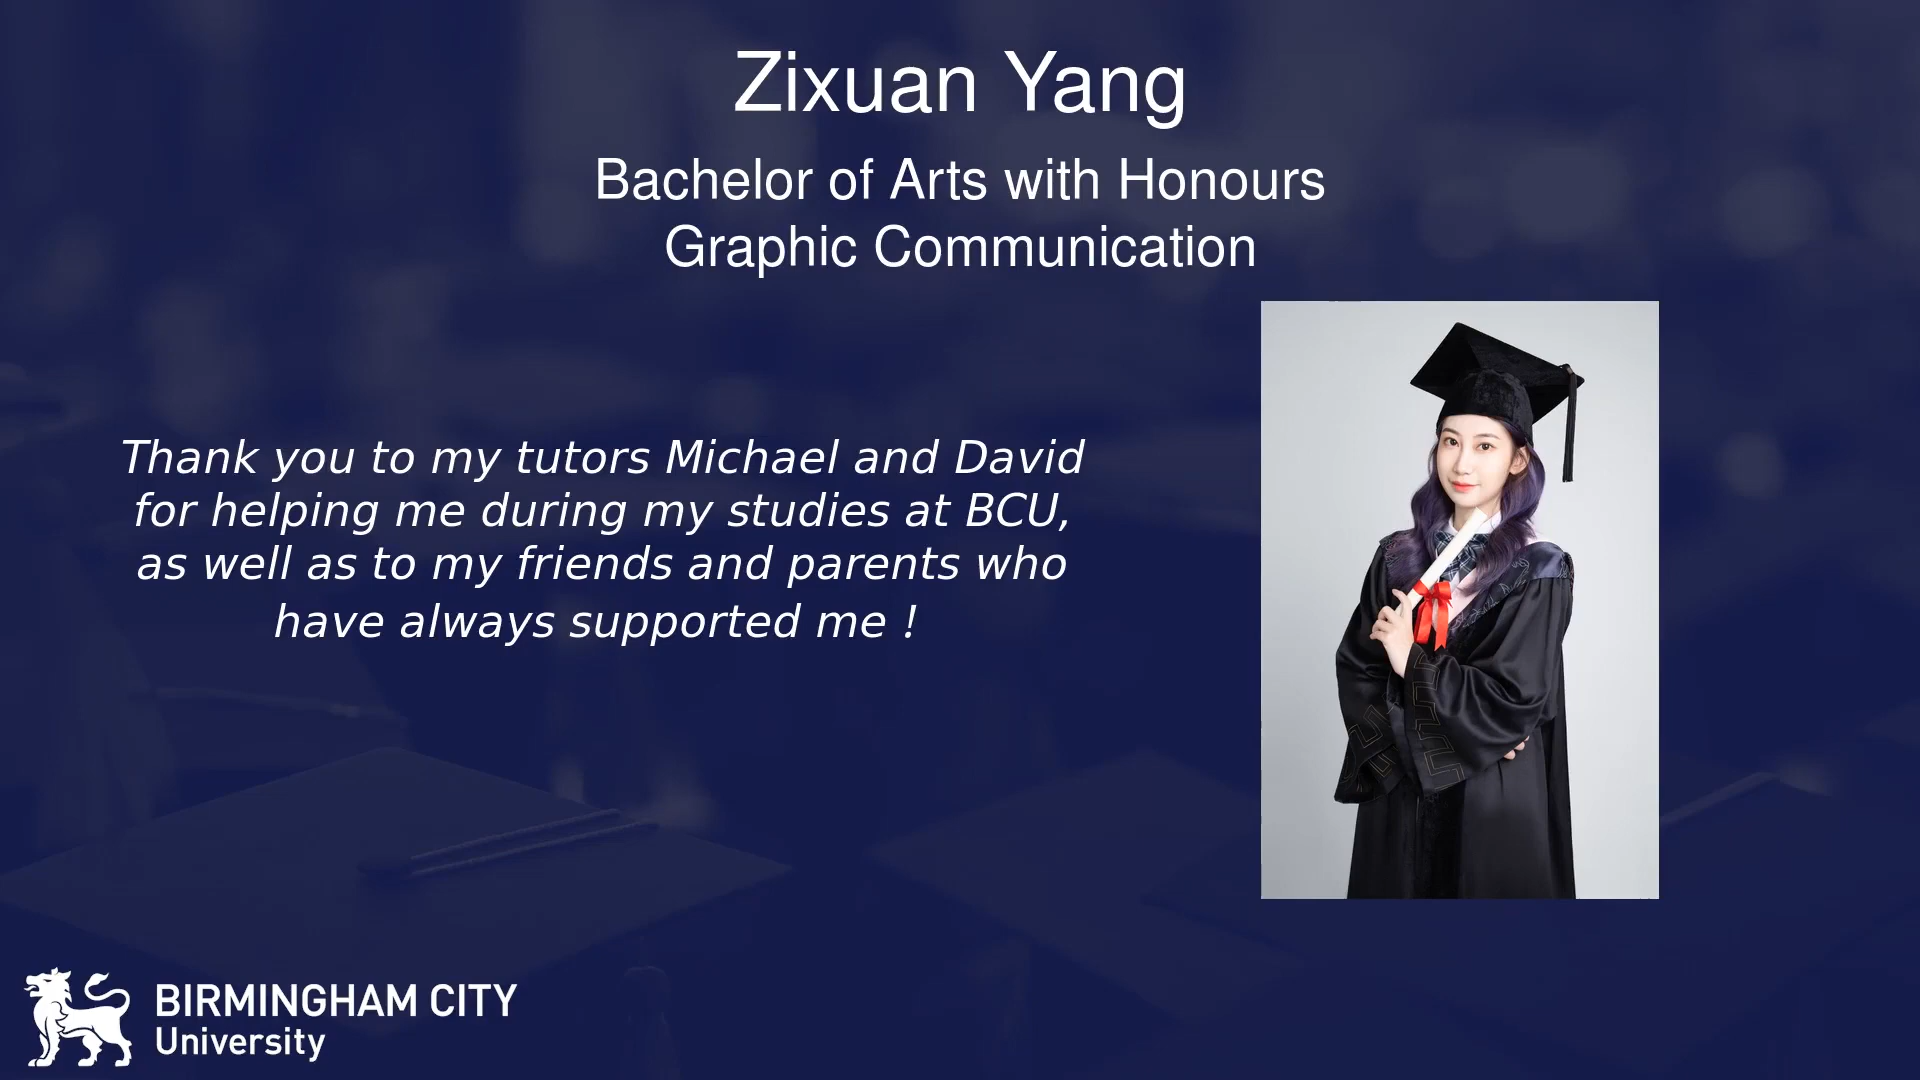 Zixuan Yang
Bachelor of Arts with Honours
Graphic Communication
Thank you to my tutors Michael and David
for helping me during my studies at BCU,
as well as to my friends and parents who
have always supported me !
BIRMINGHAM CITY
University